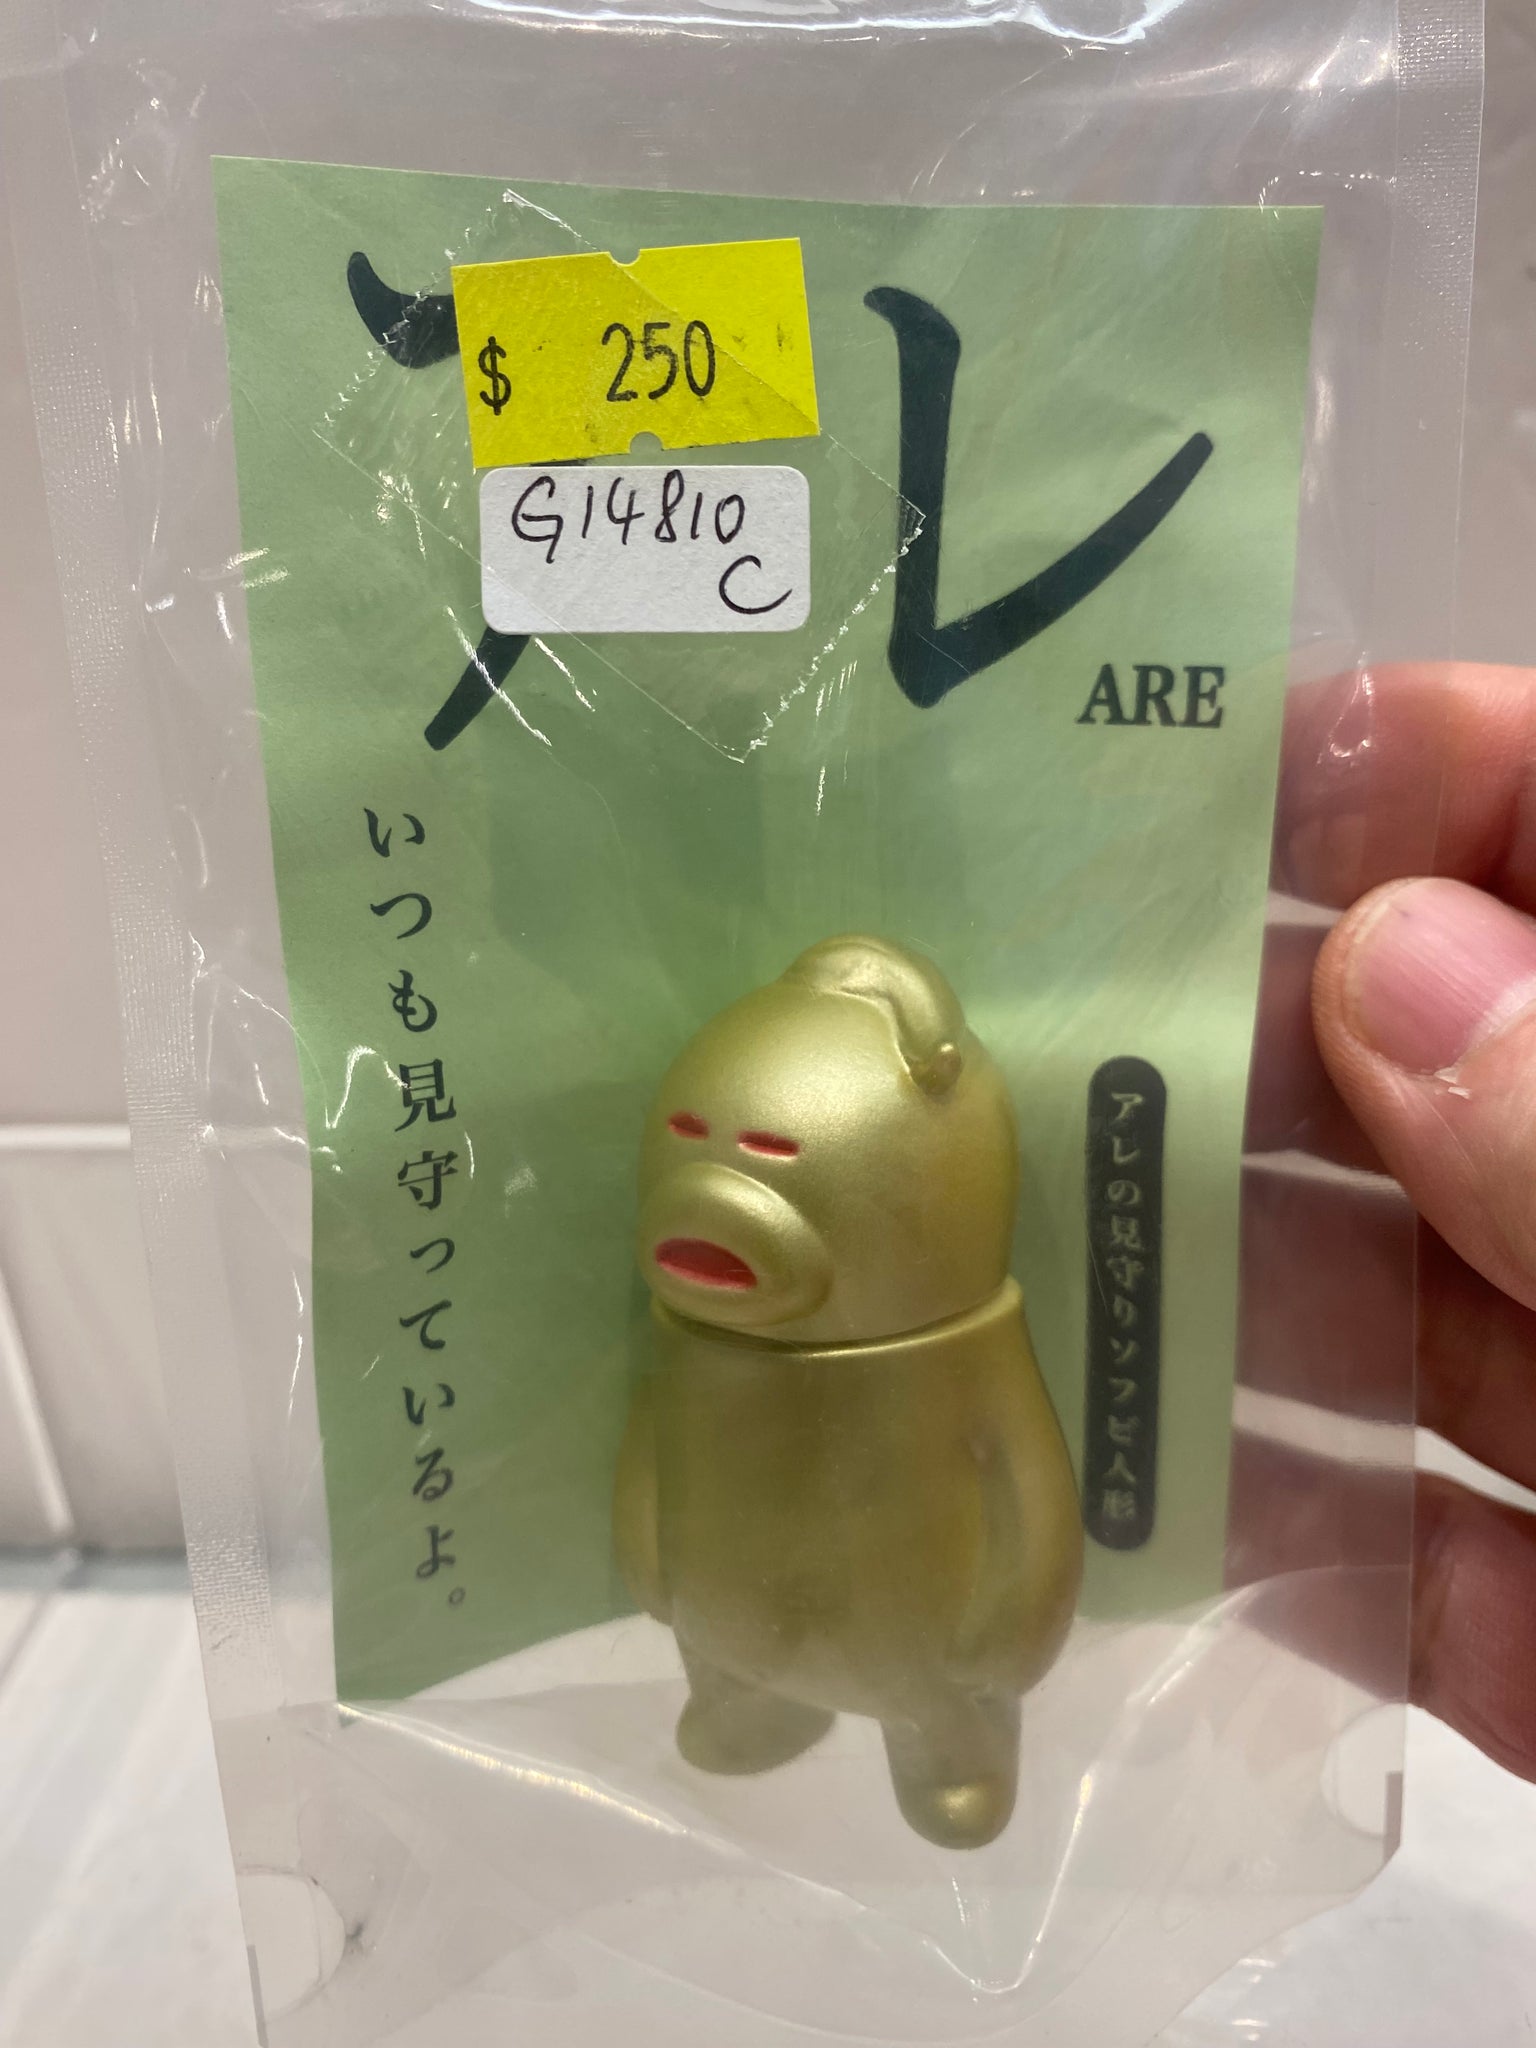 アレ
$ 250
G14810
C
ARE
いつも見守っているよ。
アレの見守りソフビ人形